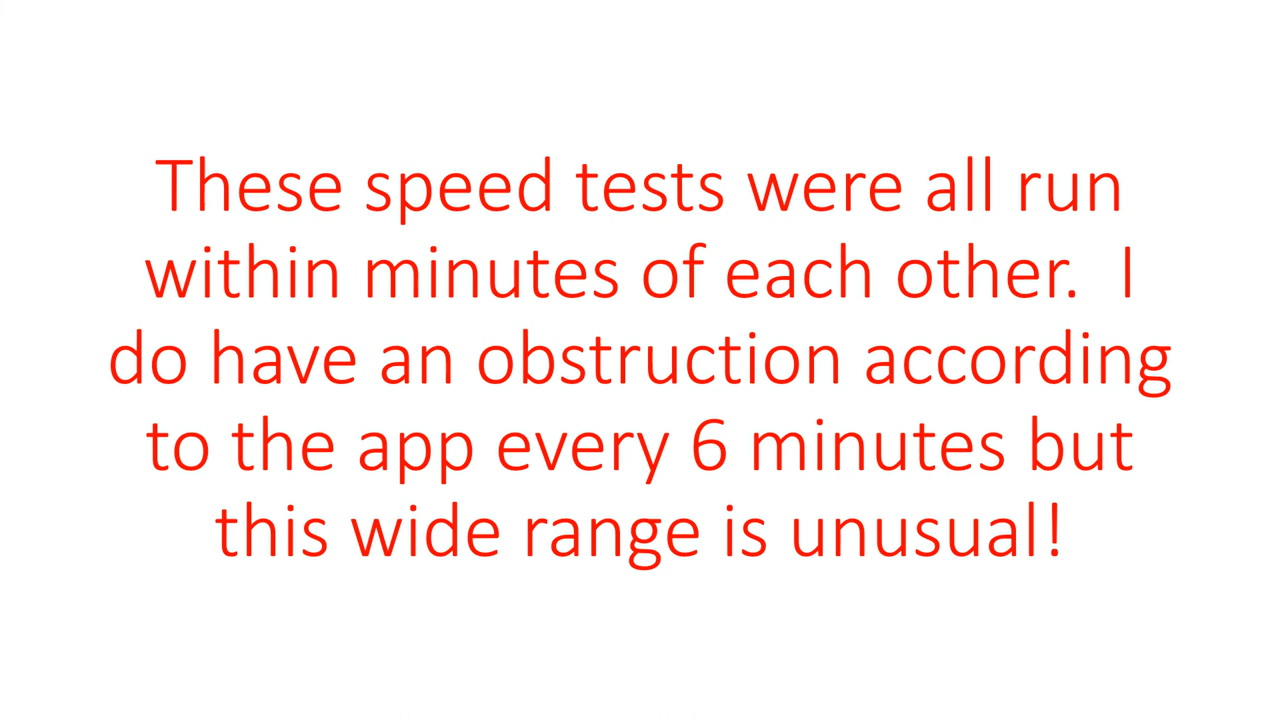 These speed tests were all run
within minutes of each other.  I
do have an obstruction according
to the app every 6 minutes but
this wide range is unusual!